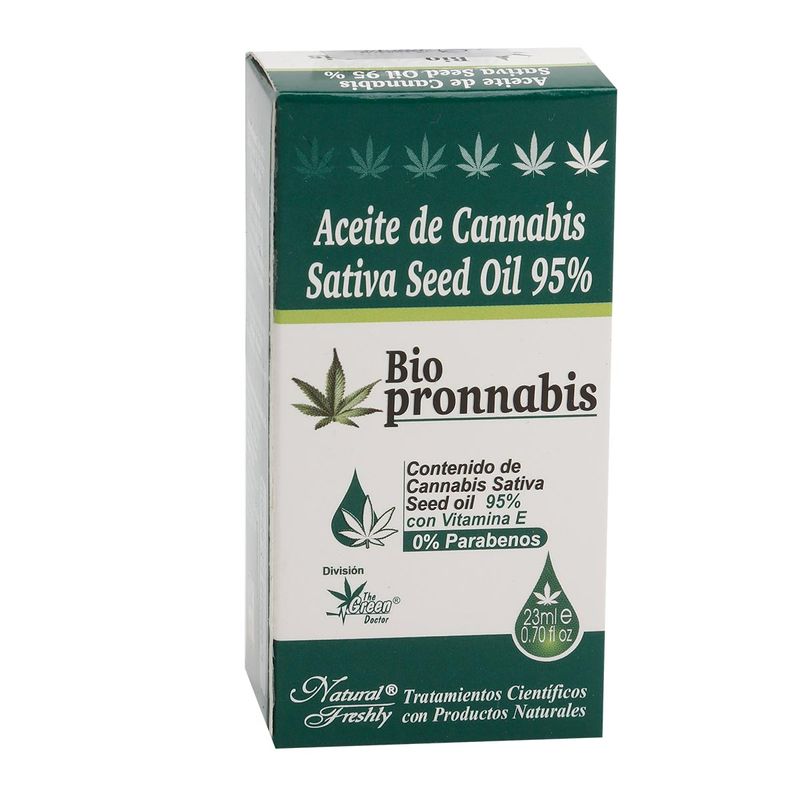 Bio
Aceite de Cannabis
Sativa Seed Oil 95 %
Aceite de Cannabis
Sativa Seed Oil 95%
Bio
pronnabis
Contenido de
Cannabis Sativa
Seed oil 95%
con Vitamina E
0% Parabenos
División
The
Green®
Doctor
23ml e
0.70 fl oz
Natural®
Freshly
Tratamientos Científicos
con Productos Naturales